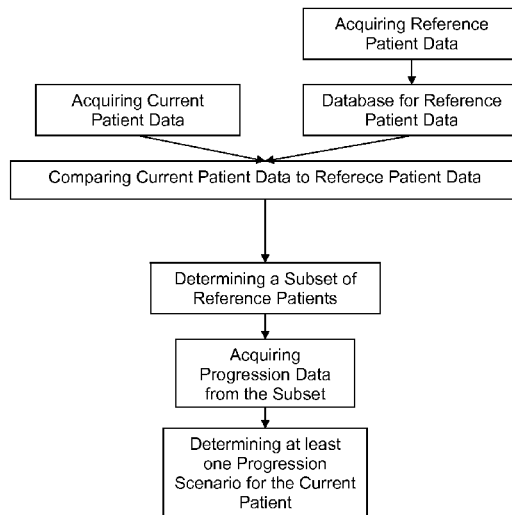 Acquiring Reference
Patient Data
Acquiring Current
Patient Data
Database for Reference
Patient Data
Comparing Current Patient Data to Referece Patient Data
Determining a Subset of
Reference Patients
Acquiring
Progression Data
from the Subset
Determining at least
one Progression
Scenario for the Current
Patient